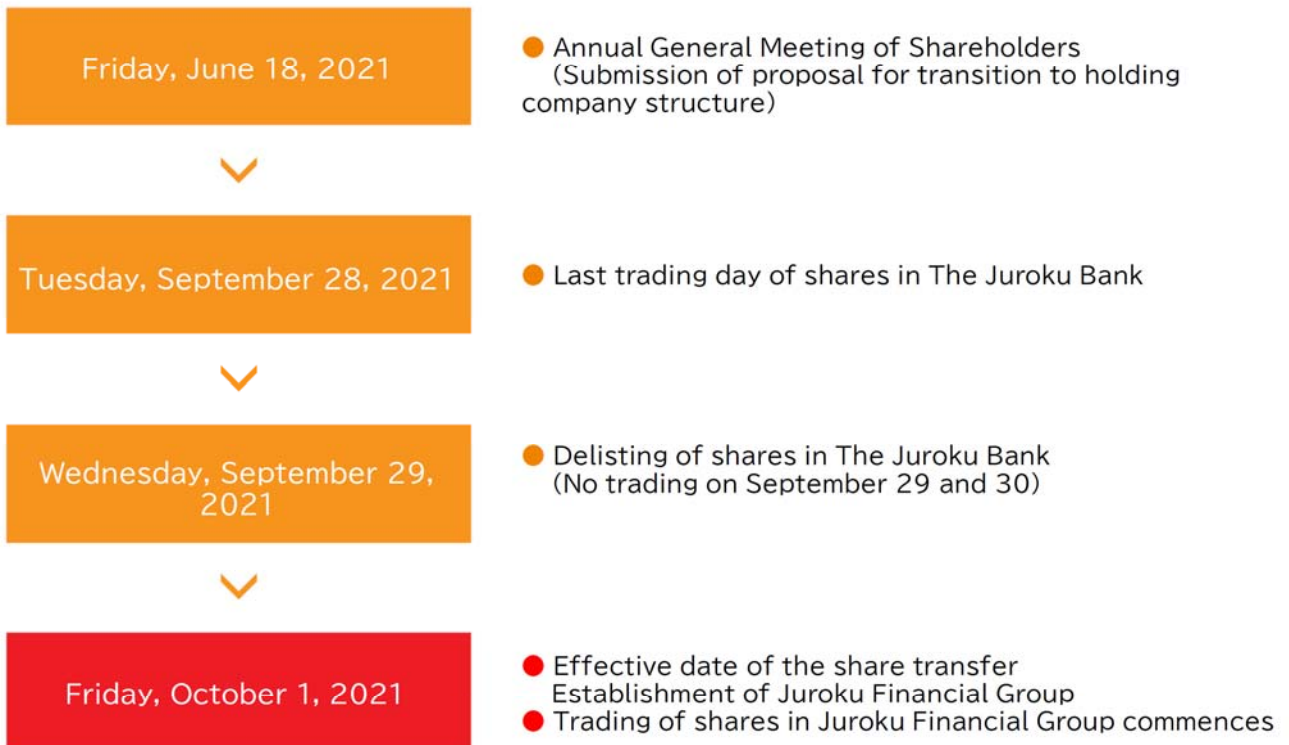 Friday, June 18, 2021
● Annual General Meeting of Shareholders
(Submission of proposal for transition to holding
company structure)
Tuesday, September 28, 2021
● Last trading day of shares in The Juroku Bank
Wednesday, September 29,
2021
● Delisting of shares in The Juroku Bank
(No trading on September 29 and 30)
Friday, October 1, 2021
● Effective date of the share transfer
Establishment of Juroku Financial Group
● Trading of shares in Juroku Financial Group commences